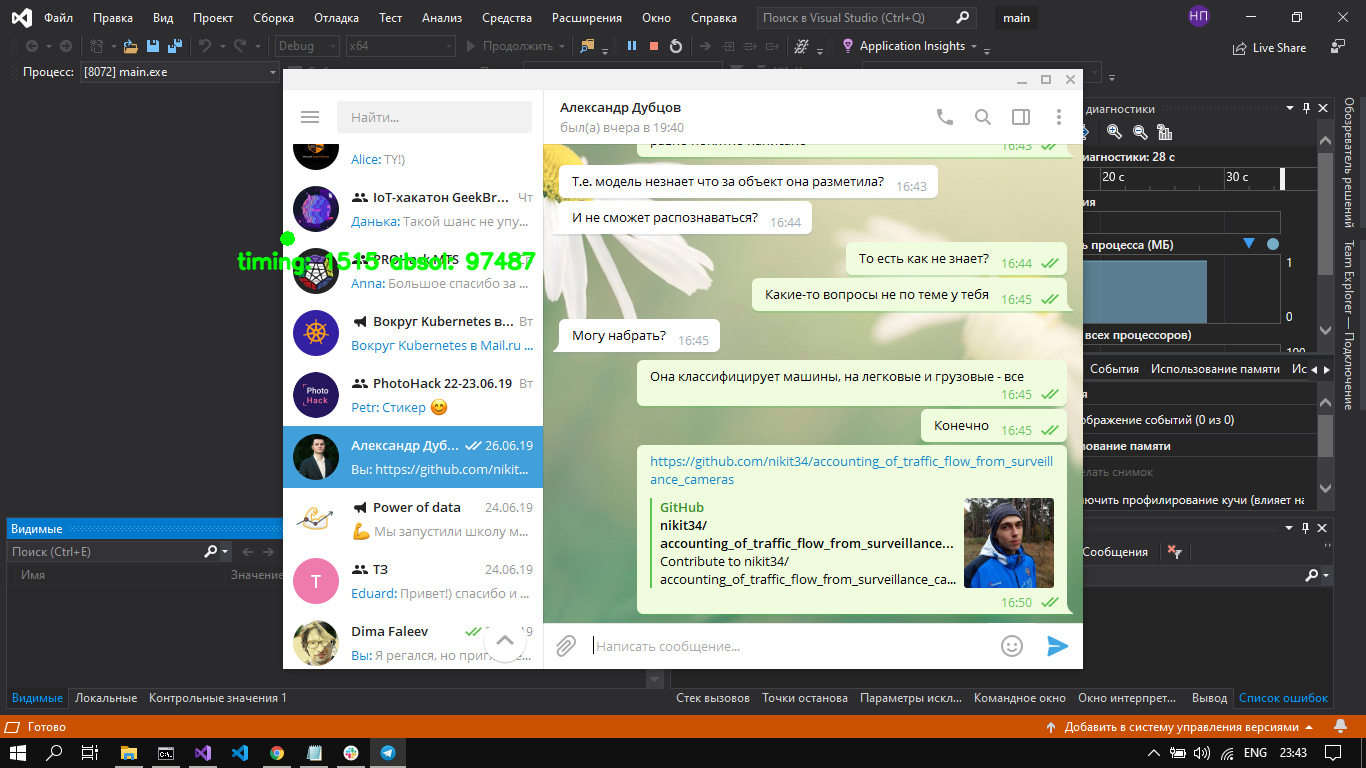 Файл Правка Вид Проект Сборка Отладка Тест Анализ Средства Расширения Окно Справка Поиск в Visual Studio (Ctrl+Q) main НП
Debug x64 Продолжить Application Insights Live Share
Процесс: [8072] main.exe
Найти...
Alice: TY!)
IoT-хакатон GeekBr... Чт
Данька: Такой шанс не упу...
PROHack MTS
timing: 1515 absol: 97487
Anna: Большое спасибо за ...
Вокруг Kubernetes в... Вт
Вокруг Kubernetes в Mail.ru ...
PhotoHack 22-23.06.19 Вт
Photo Hack
Petr: Стикер 😊
Александр Дуб... 26.06.19
Вы: https://github.com/nikit...
Power of data 24.06.19
💪 Мы запустили школу м...
Т
ТЗ 24.06.19
Eduard: Привет!) спасибо и ...
Dima Faleev
Вы: Я регался, но приг
Александр Дубцов
был(а) вчера в 19:40
16:43
Т.е. модель незнает что за объект она разметила? 16:43
И не сможет распознаваться? 16:44
То есть как не знает? 16:44
Какие-то вопросы не по теме у тебя 16:45
Могу набрать? 16:45
Она классифицирует машины, на легковые и грузовые - все
16:45
Конечно 16:45
https://github.com/nikit34/accounting_of_traffic_flow_from_surveill
ance_cameras
GitHub
nikit34/
accounting_of_traffic_flow_from_surveillance...
Contribute to nikit34/
accounting_of_traffic_flow_from_surveillance_ca...
16:50
Написать сообщение...
диагностики
иагностики: 28 с
20 с 30 с
ия
ь процесса (МБ)
1
0
всех процессоров)
100
События Использование памяти Ис
я
ображение событий (0 из 0)
зование памяти
елать снимок
ючить профилирование кучи (влияет на
Сообщения
Обозреватель решений
Team Explorer — Подключение
Видимые
Поиск (Ctrl+E)
Имя Значение
Видимые Локальные Контрольные значения 1
Стек вызовов Точки останова Параметры искл... Командное окно Окно интерпрет... Вывод Список ошибок
Готово Добавить в систему управления версиями
ENG 23:43